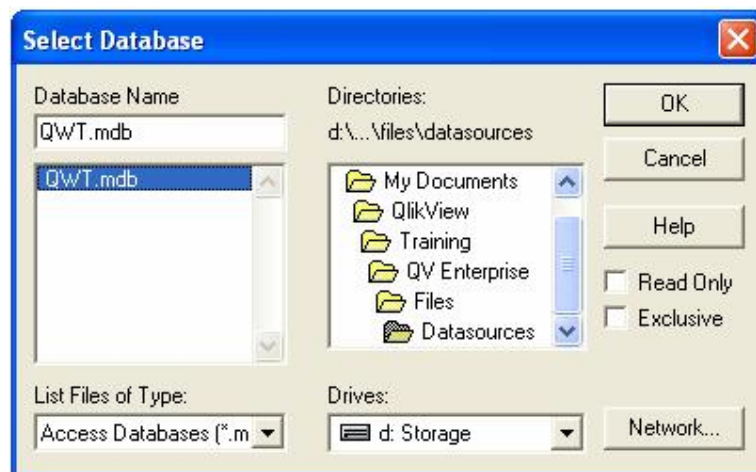 Select Database
Database Name
QWT.mdb
QWT.mdb
List Files of Type:
Access Databases (*.m
Directories:
d:\...\files\datasources
My Documents
QlikView
Training
QV Enterprise
Files
Datasources
Drives:
d: Storage
OK
Cancel
Help
Read Only
Exclusive
Network...